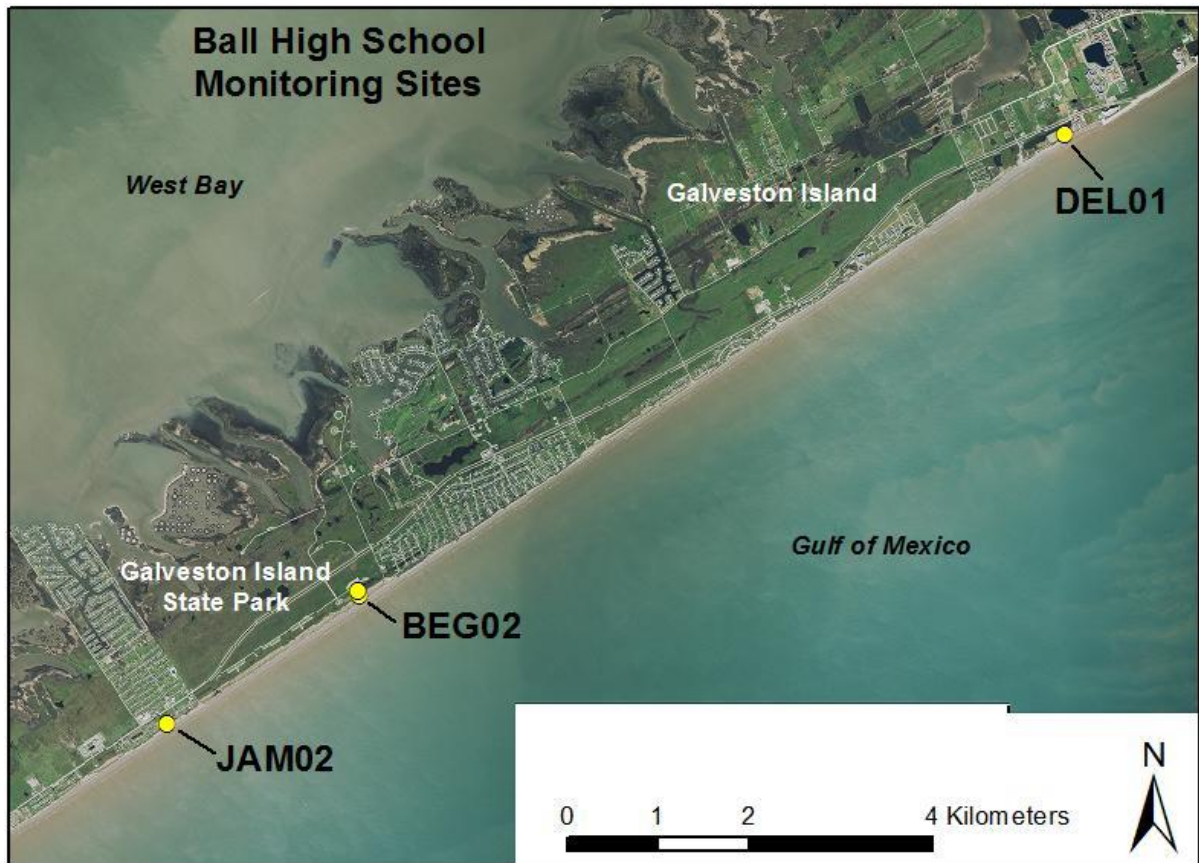 Ball High School
Monitoring Sites
West Bay
Galveston Island
DEL01
Gulf of Mexico
Galveston Island
State Park
BEG02
JAM02
N
0 1 2 4 Kilometers